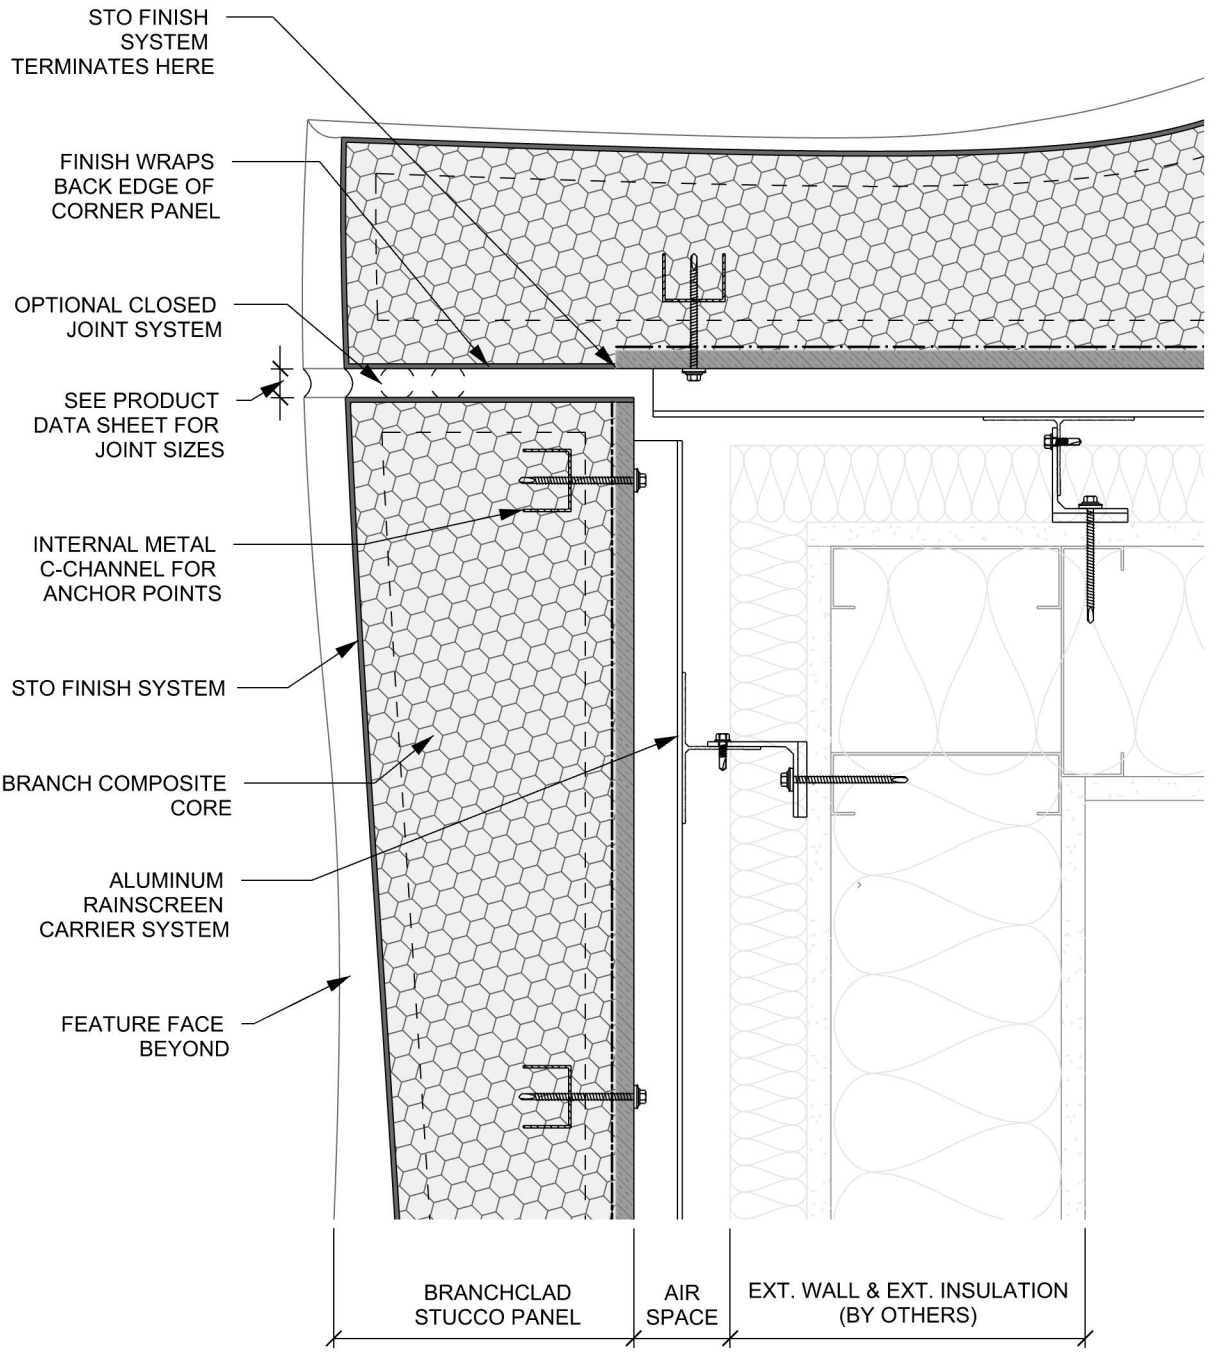 STO FINISH
SYSTEM
TERMINATES HERE
FINISH WRAPS
BACK EDGE OF
CORNER PANEL
OPTIONAL CLOSED
JOINT SYSTEM
SEE PRODUCT
DATA SHEET FOR
JOINT SIZES
INTERNAL METAL
C-CHANNEL FOR
ANCHOR POINTS
STO FINISH SYSTEM
BRANCH COMPOSITE
CORE
ALUMINUM
RAINSCREEN
CARRIER SYSTEM
FEATURE FACE
BEYOND
BRANCHCLAD
STUCCO PANEL
AIR
SPACE
EXT. WALL & EXT. INSULATION
(BY OTHERS)